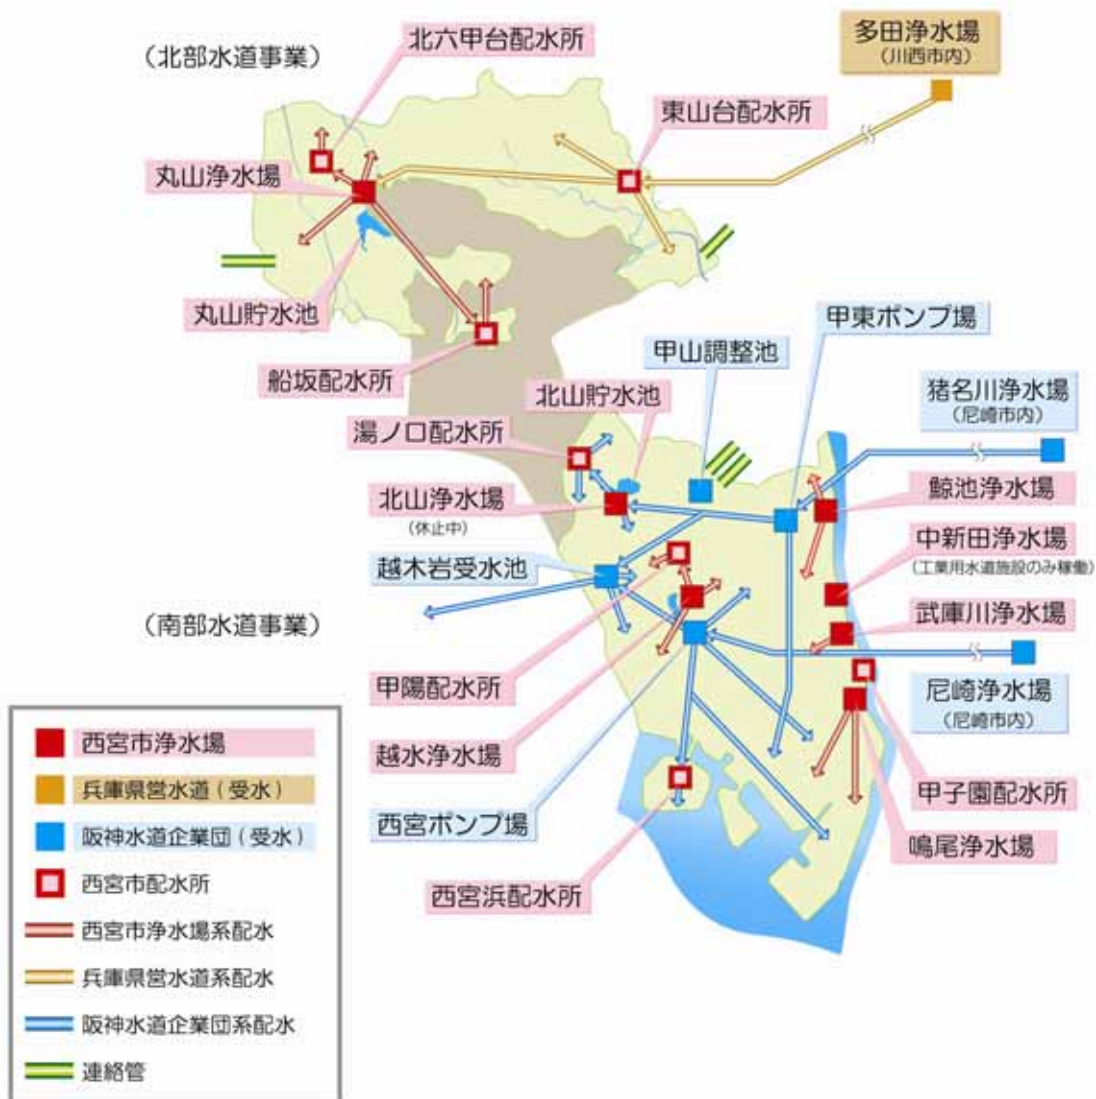 北六甲台配水所
（北部水道事業）
多田浄水場
（川西市内）
東山台配水所
丸山浄水場
丸山貯水池
船坂配水所
甲東ポンプ場
甲山調整池
北山貯水池
猪名川浄水場
（尼崎市内）
湯ノ口配水所
北山浄水場
（休止中）
鯨池浄水場
中新田浄水場
（工業用水道施設のみ稼働）
越木岩受水池
（南部水道事業）
武庫川浄水場
甲陽配水所
尼崎浄水場
（尼崎市内）
越水浄水場
西宮ポンプ場
甲子園配水所
鳴尾浄水場
西宮浜配水所
西宮市浄水場
兵庫県営水道（受水）
阪神水道企業団（受水）
西宮市配水所
西宮市浄水場系配水
兵庫県営水道系配水
阪神水道企業団系配水
連絡管